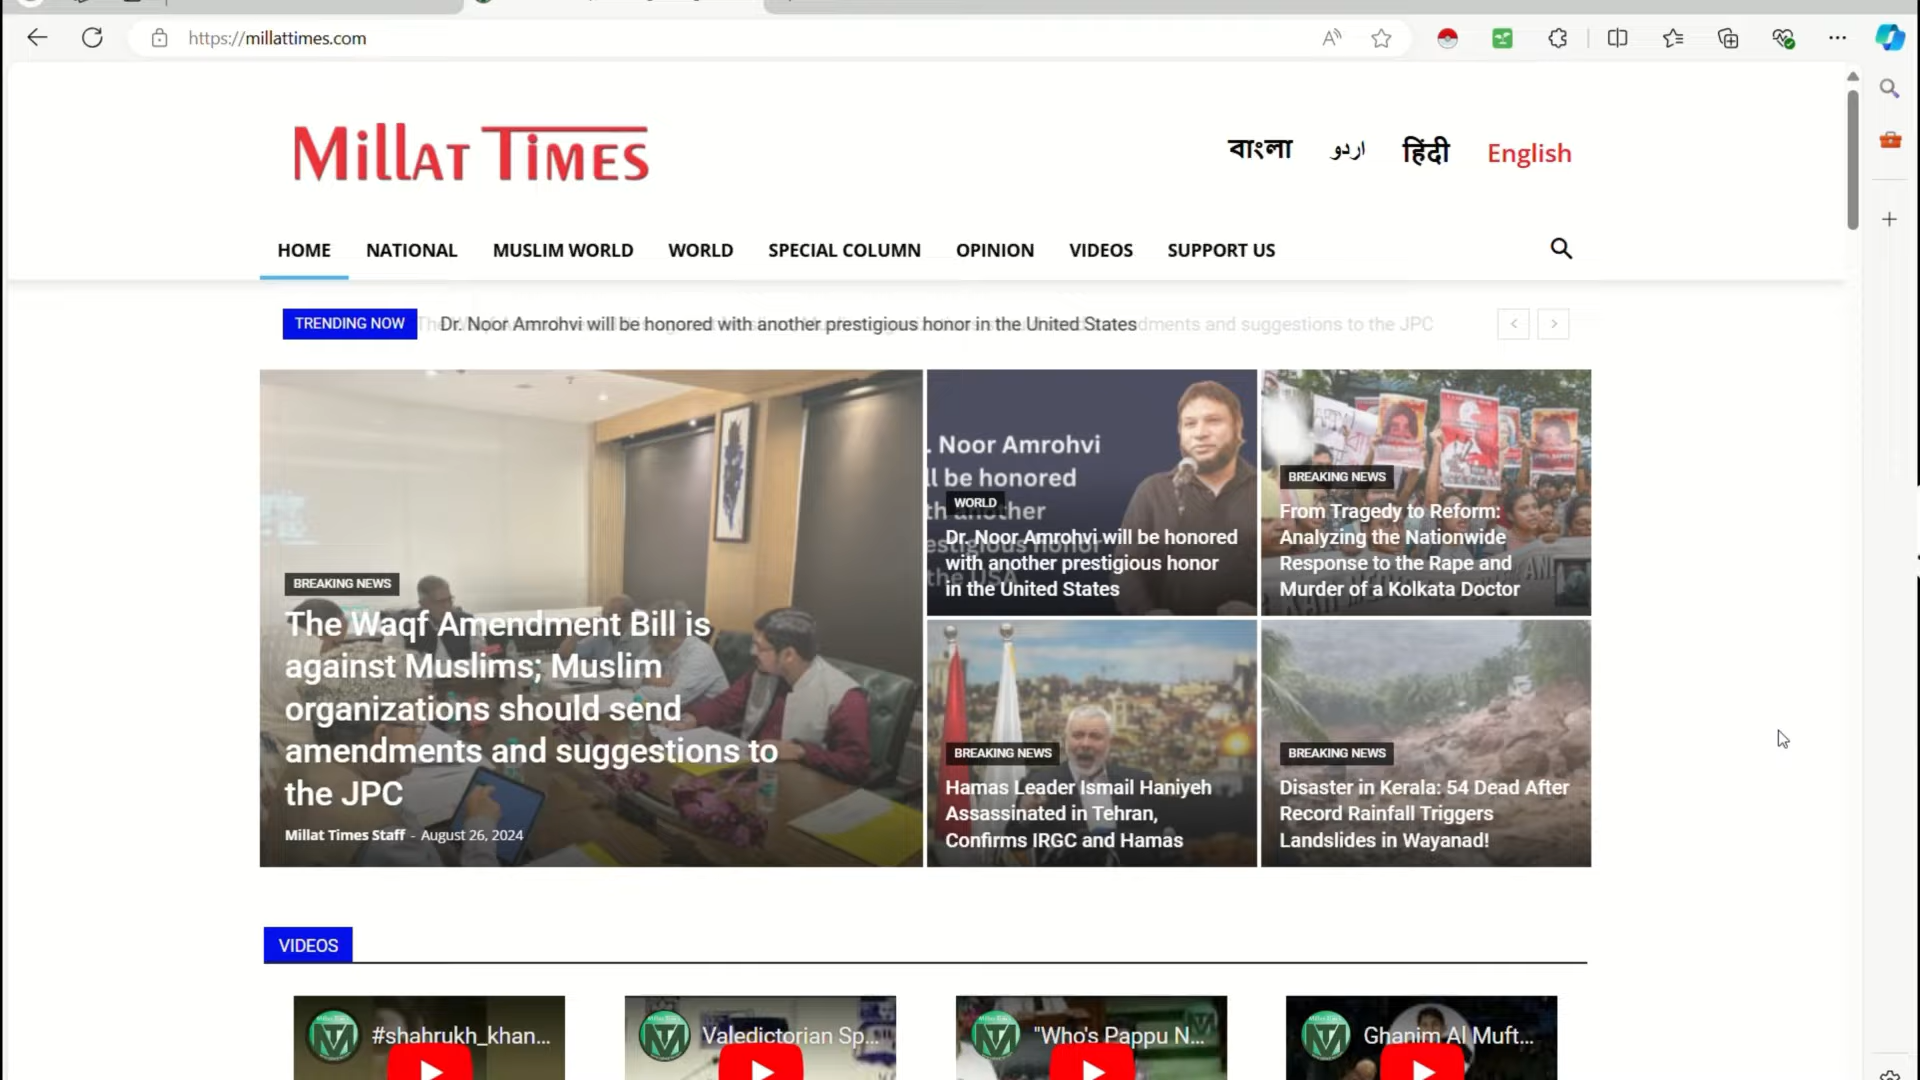 https://millattimes.com
MILLAT TIMES
বাংলা اردو हिंदी English
HOME NATIONAL MUSLIM WORLD WORLD SPECIAL COLUMN OPINION VIDEOS SUPPORT US
TRENDING NOW Dr. Noor Amrohvi will be honored with another prestigious honor in the United States
BREAKING NEWS
The Waqf Amendment Bill is
against Muslims; Muslim
organizations should send
amendments and suggestions to
the JPC
Millat Times Staff - August 26, 2024
. Noor Amrohvi
be honored
WORLD
Dr. Noor Amrohvi will be honored
with another prestigious honor
in the United States
BREAKING NEWS
From Tragedy to Reform:
Analyzing the Nationwide
Response to the Rape and
Murder of a Kolkata Doctor
BREAKING NEWS
Hamas Leader Ismail Haniyeh
Assassinated in Tehran,
Confirms IRGC and Hamas
BREAKING NEWS
Disaster in Kerala: 54 Dead After
Record Rainfall Triggers
Landslides in Wayanad!
VIDEOS
#shahrukh_khan...
Valedictorian Sp...
"Who's Pappu N...
Ghanim Al Muft...